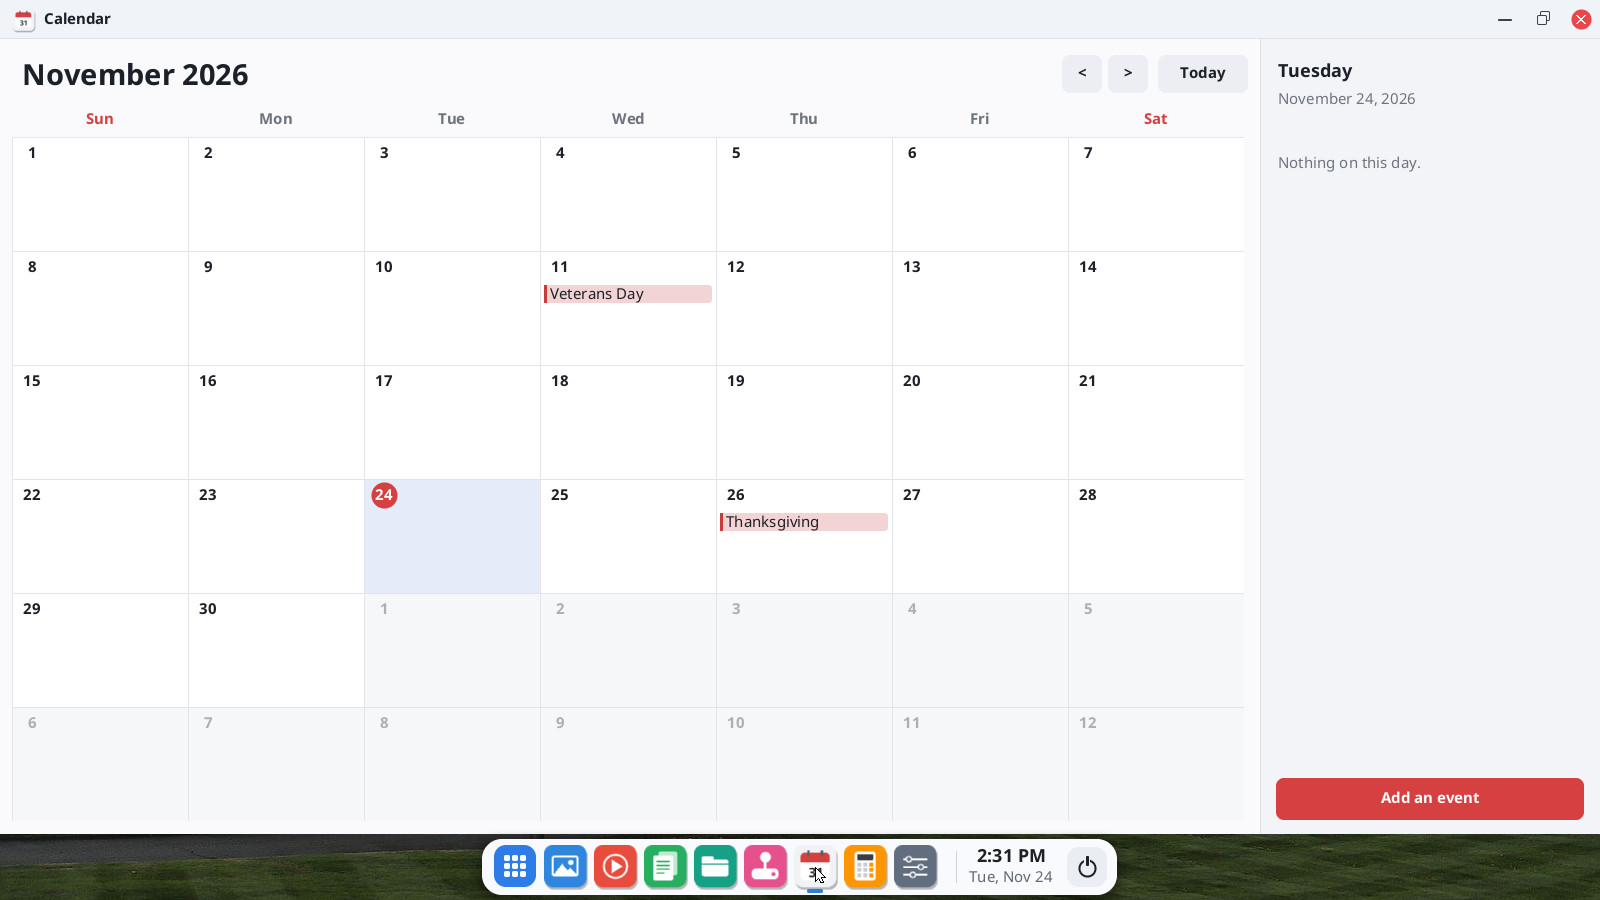 Calendar
November 2026
< > Today
Sun Mon Tue Wed Thu Fri Sat
1 2 3 4 5 6 7
8 9 10 11 12 13 14
Veterans Day
15 16 17 18 19 20 21
22 23 24 25 26 27 28
Thanksgiving
29 30 1 2 3 4 5
6 7 8 9 10 11 12
Tuesday
November 24, 2026
Nothing on this day.
Add an event
2:31 PM
Tue, Nov 24